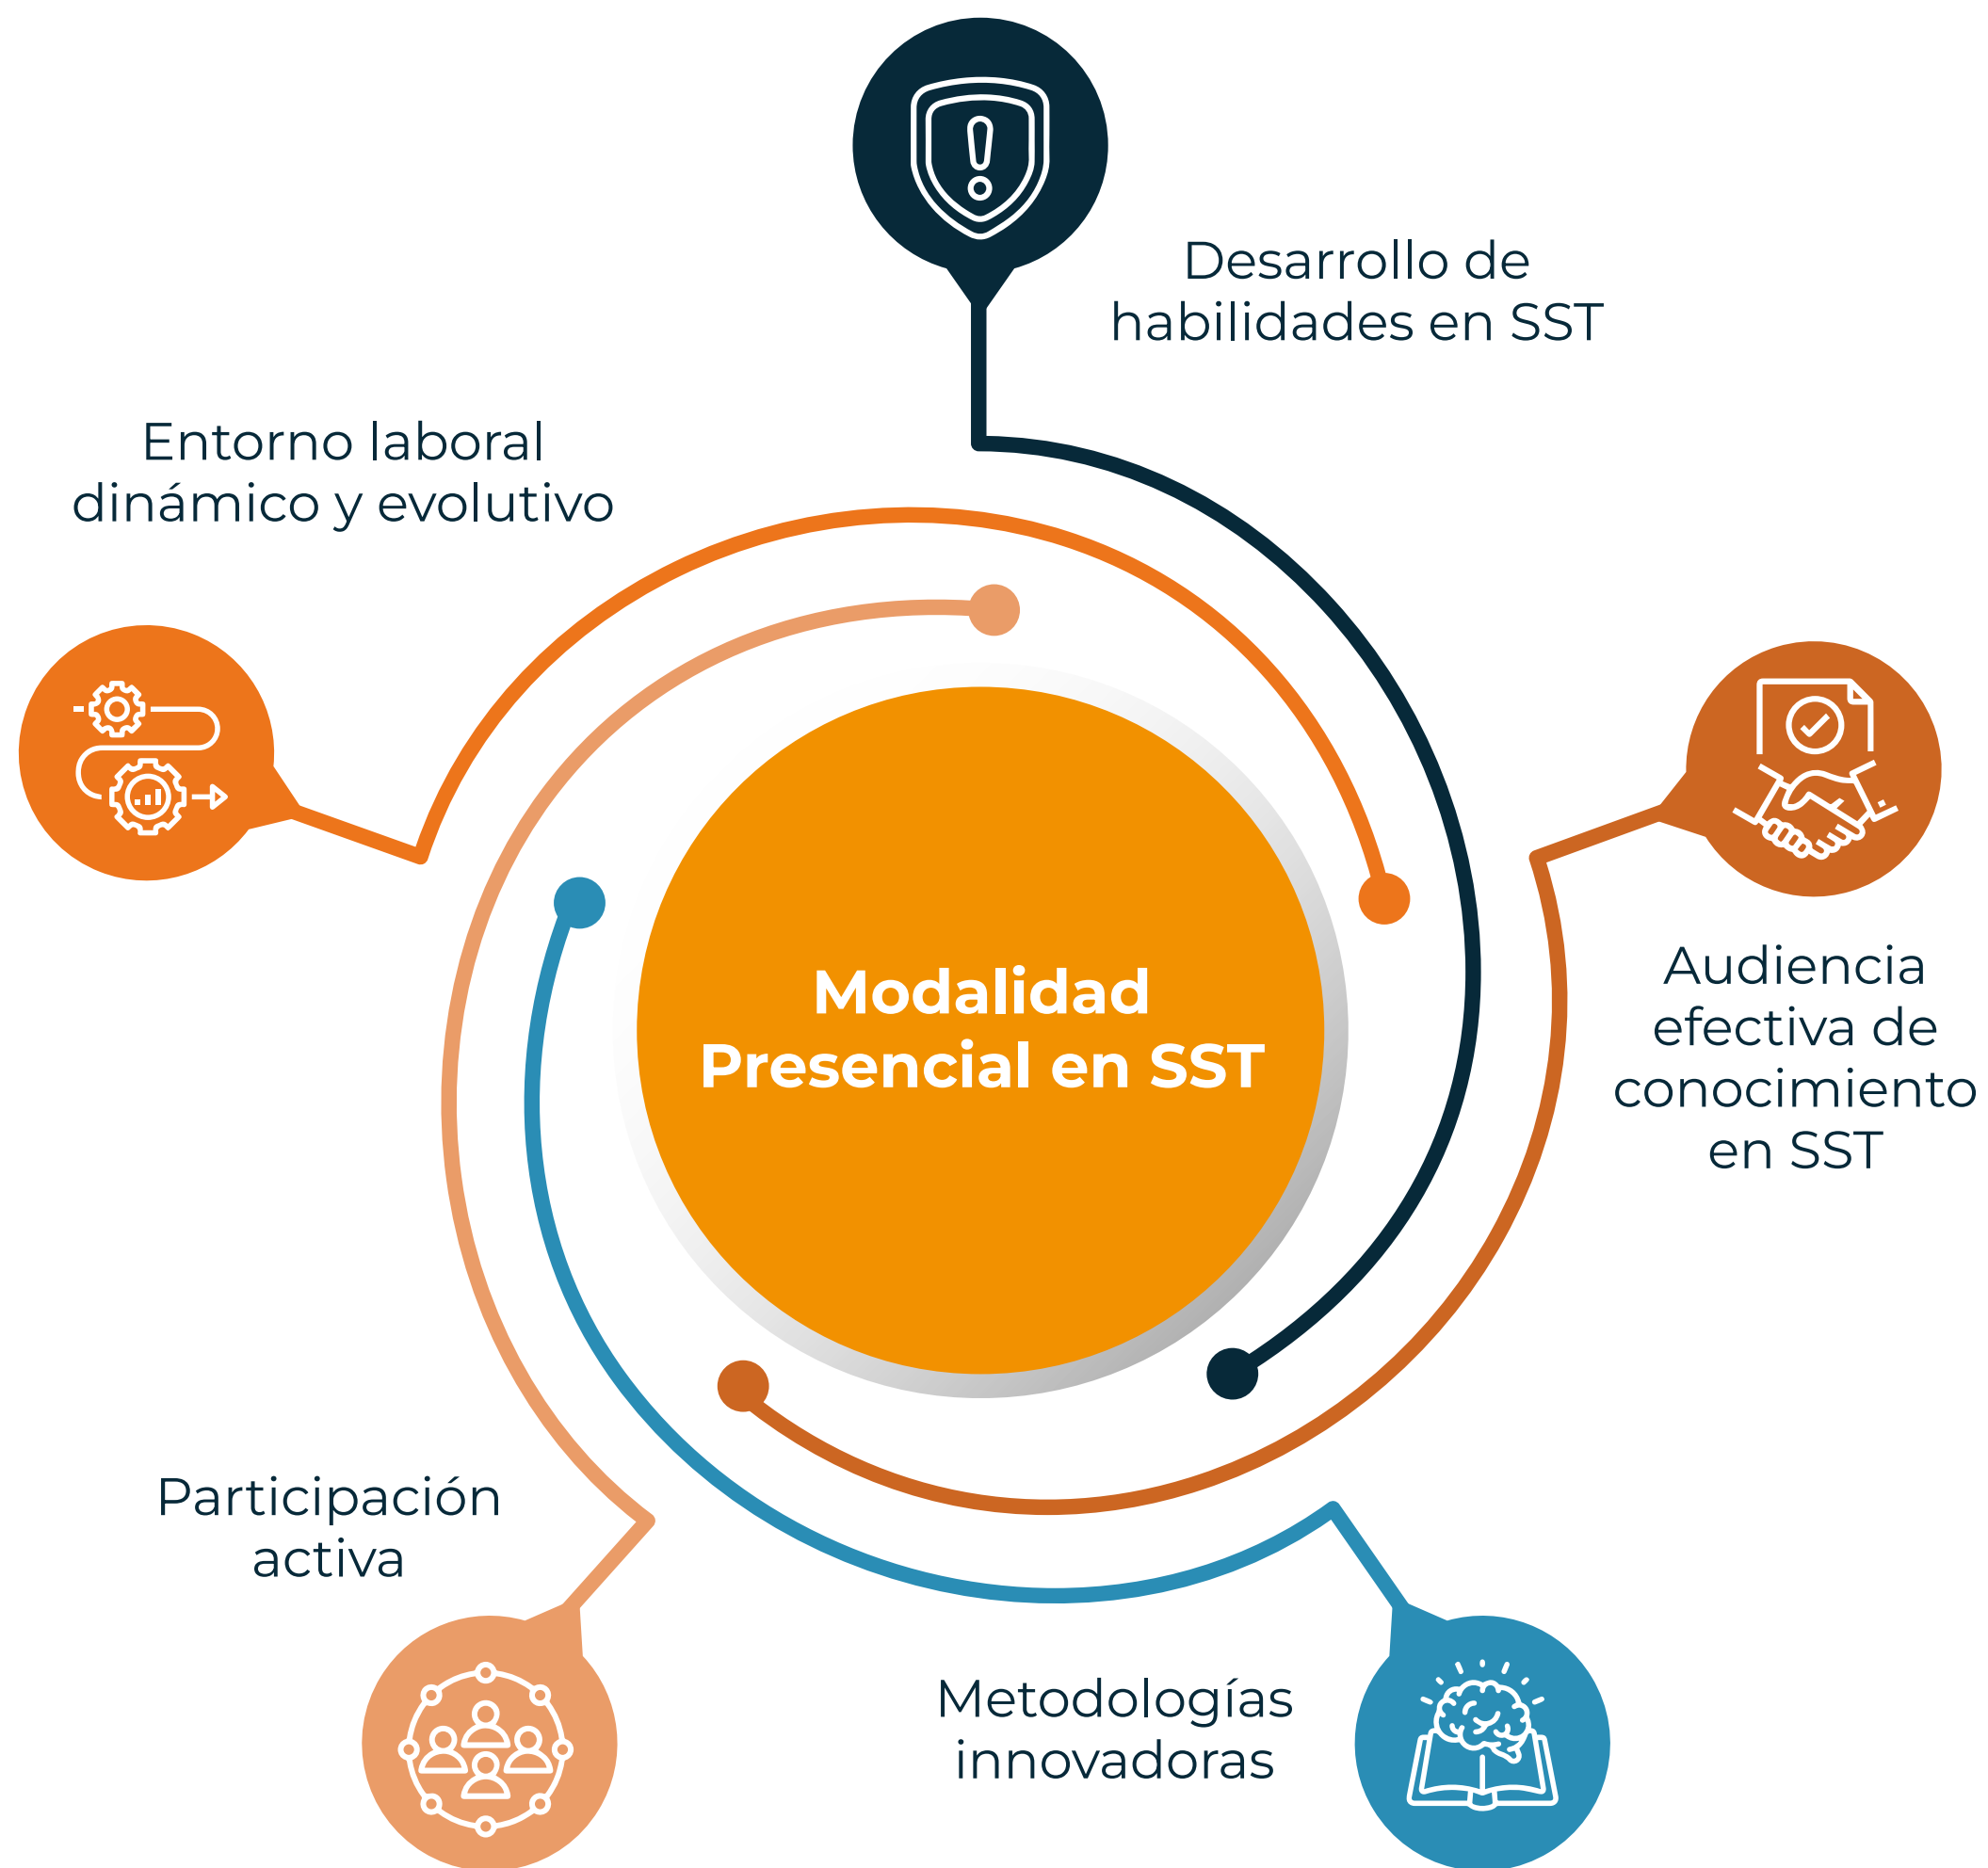 Desarrollo de
habilidades en SST
Entorno laboral
dinámico y evolutivo
Modalidad
Presencial en SST
Audiencia
efectiva de
conocimiento
en SST
Participación
activa
Metodologías
innovadoras